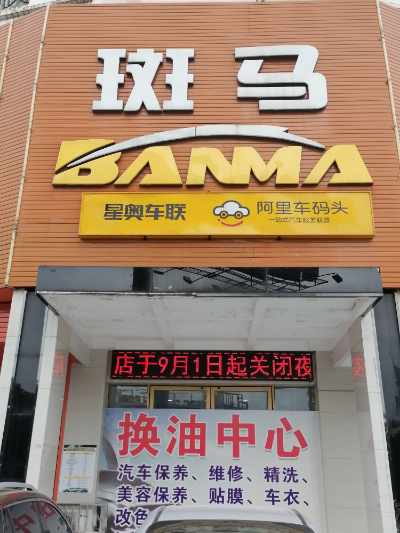 斑马
BANMA
星奥车联
阿里车码头
一站式汽车服务联盟
店于9月1日起关闭夜
换油中心
汽车保养、维修、精洗、
美容保养、贴膜、车衣、
改色